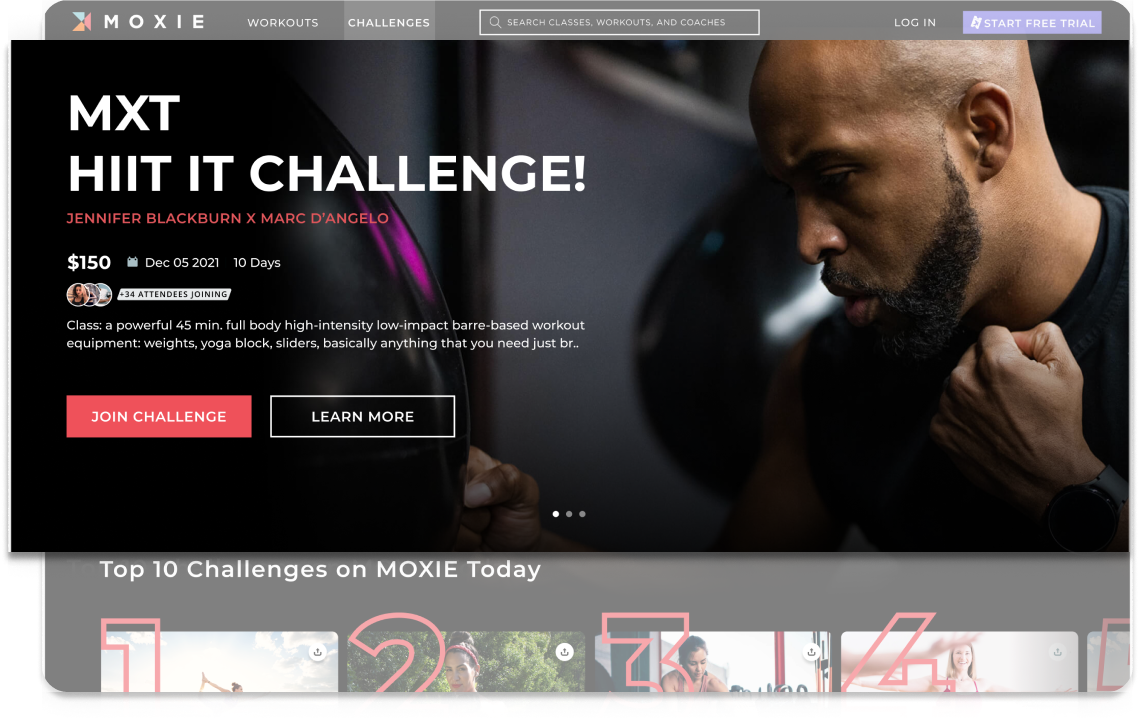 MOXIE
WORKOUTS
CHALLENGES
SEARCH CLASSES, WORKOUTS, AND COACHES
LOG IN
START FREE TRIAL
MXT
HIIT IT CHALLENGE!
JENNIFER BLACKBURN X MARC D'ANGELO
$150 Dec 05 2021 10 Days
+34 ATTENDEES JOINING
Class: a powerful 45 min. full body high-intensity low-impact barre-based workout
equipment: weights, yoga block, sliders, basically anything that you need just br..
JOIN CHALLENGE
LEARN MORE
Top 10 Challenges on MOXIE Today
1 2 3 4